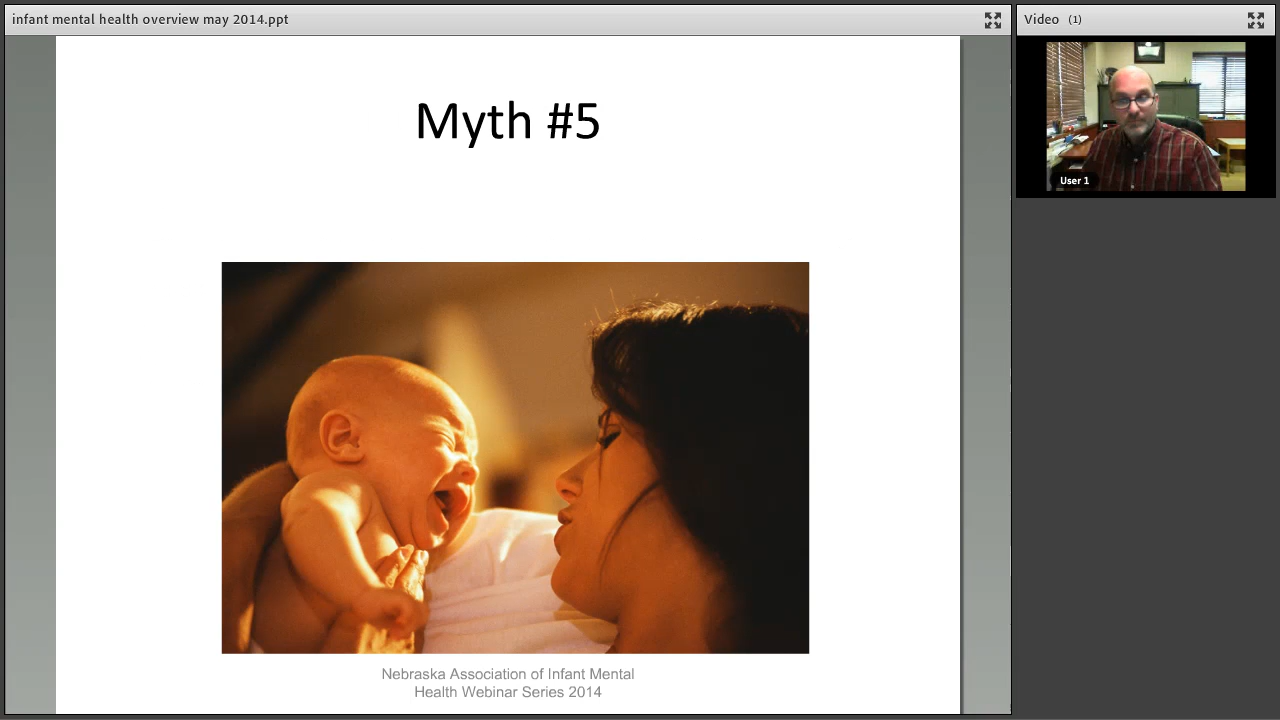 infant mental health overview may 2014.ppt
Video (1)
Myth #5
User 1
Nebraska Association of Infant Mental
Health Webinar Series 2014